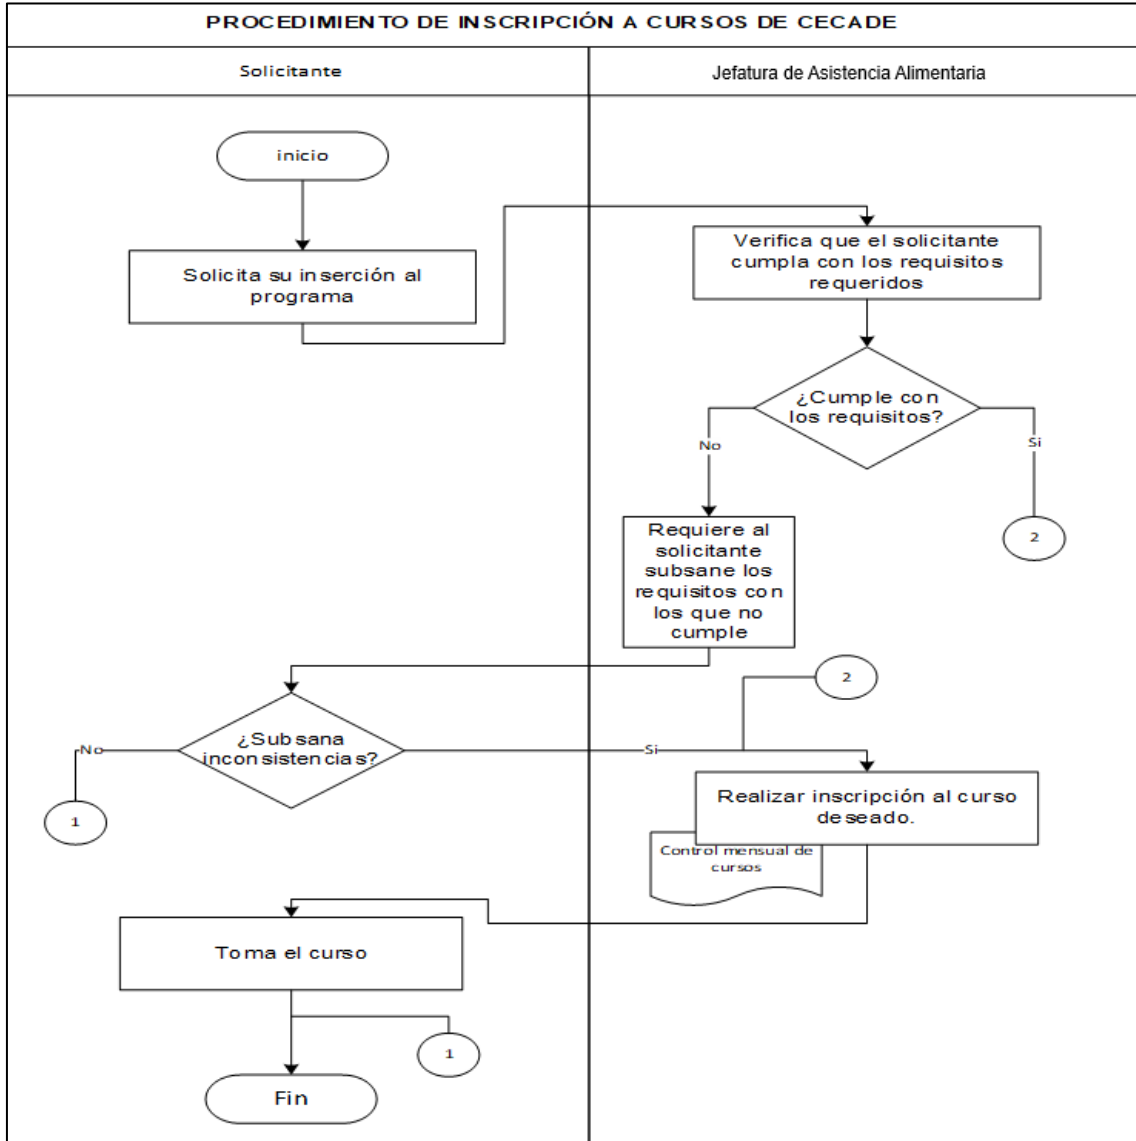 PROCEDIMIENTO DE INSCRIPCIÓN A CURSOS DE CECADE
Solicitante
Jefatura de Asistencia Alimentaria
inicio
Solicita su inserción al
programa
Verifica que el solicitante
cumpla con los requisitos
requeridos
¿Cumple con
los requisitos?
No
Si
2
Requiere al
solicitante
subsane los
requisitos con
los que no
cumple
2
¿Subsana
inconsistencias?
No
Si
1
Realizar inscripción al curso
deseado.
Control mensual de
cursos
Toma el curso
1
Fin